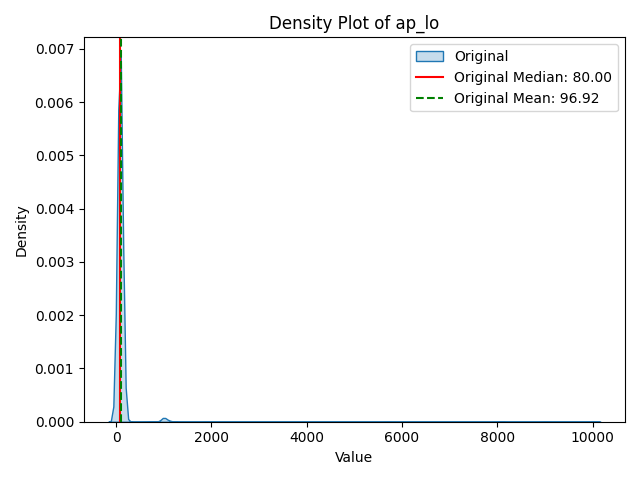 Density Plot of ap_lo
Original
Original Median: 80.00
Original Mean: 96.92
0.007
0.006
0.005
0.004
0.003
0.002
0.001
0.000
Density
0
2000
4000
6000
8000
10000
Value